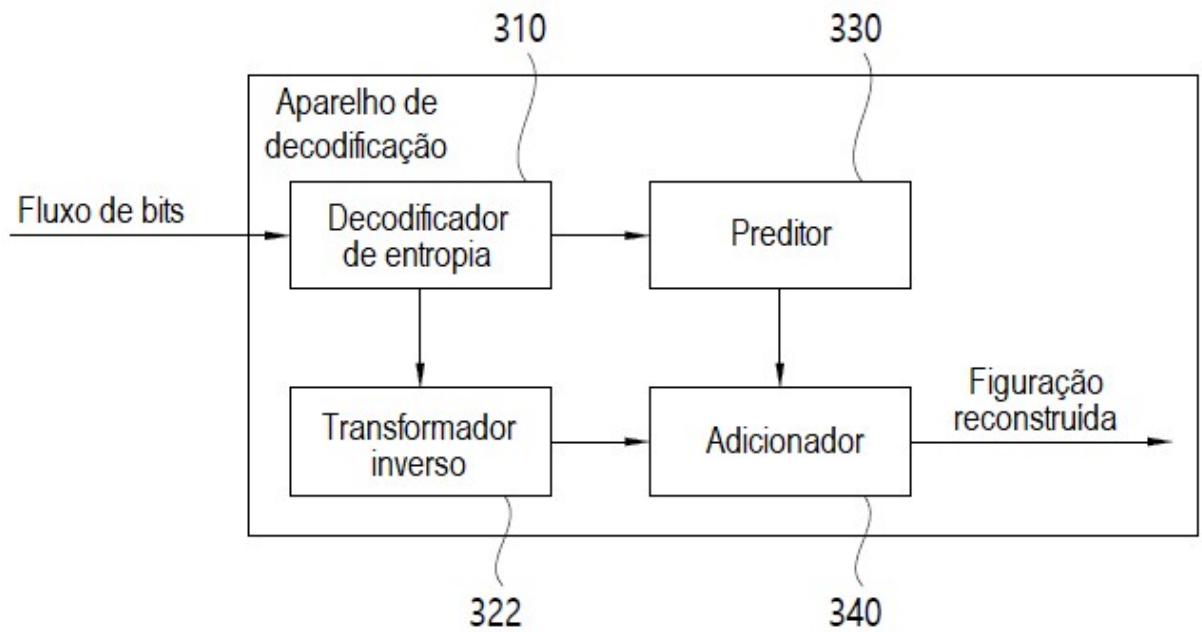 310
330
Aparelho de
decodificação
Fluxo de bits
Decodificador
de entropia
Preditor
Transformador
inverso
Adicionador
Figuração
reconstruída
322
340